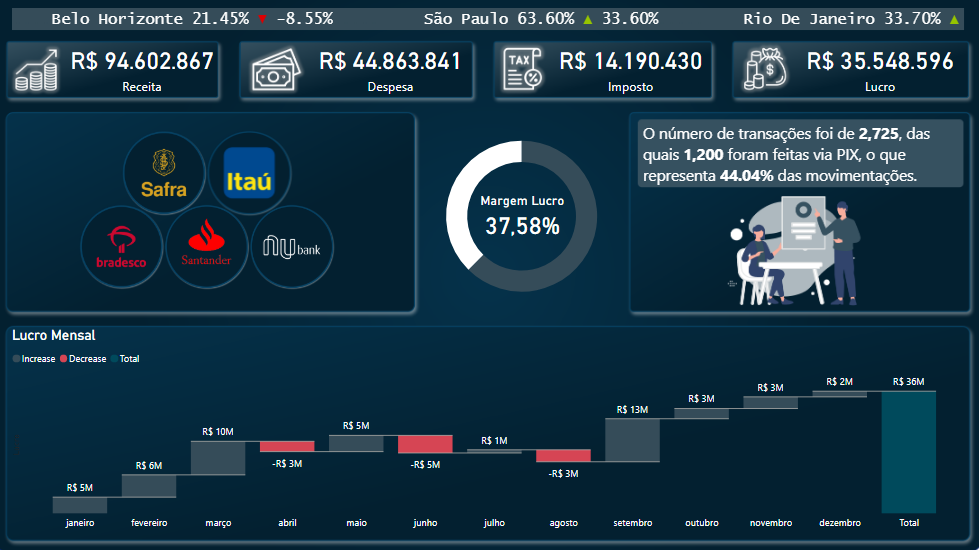 Belo Horizonte 21.45% ▼ -8.55% São Paulo 63.60% ▲ 33.60% Rio De Janeiro 33.70% ▲
R$ 94.602.867
Receita
R$ 44.863.841
Despesa
TAX
R$ 14.190.430
Imposto
R$ 35.548.596
Lucro
Safra
Itaú
bradesco
Santander
nu bank
Margem Lucro
37,58%
O número de transações foi de 2,725, das
quais 1,200 foram feitas via PIX, o que
representa 44.04% das movimentações.
Lucro Mensal
Increase Decrease Total
R$ 5M
R$ 6M
R$ 10M
-R$ 3M
R$ 5M
-R$ 5M
R$ 1M
-R$ 3M
R$ 13M
R$ 3M
R$ 3M
R$ 2M
R$ 36M
janeiro fevereiro março abril maio junho julho agosto setembro outubro novembro dezembro Total